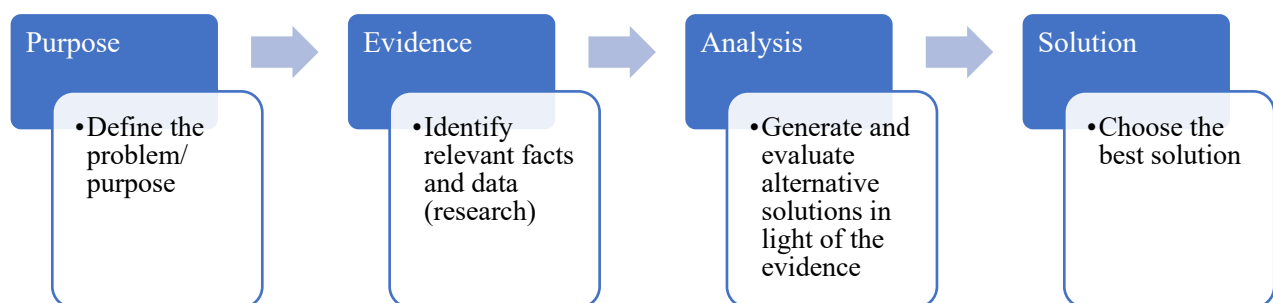 Purpose
•Define the
problem/
purpose
Evidence
•Identify
relevant facts
and data
(research)
Analysis
•Generate and
evaluate
alternative
solutions in
light of the
evidence
Solution
•Choose the
best solution